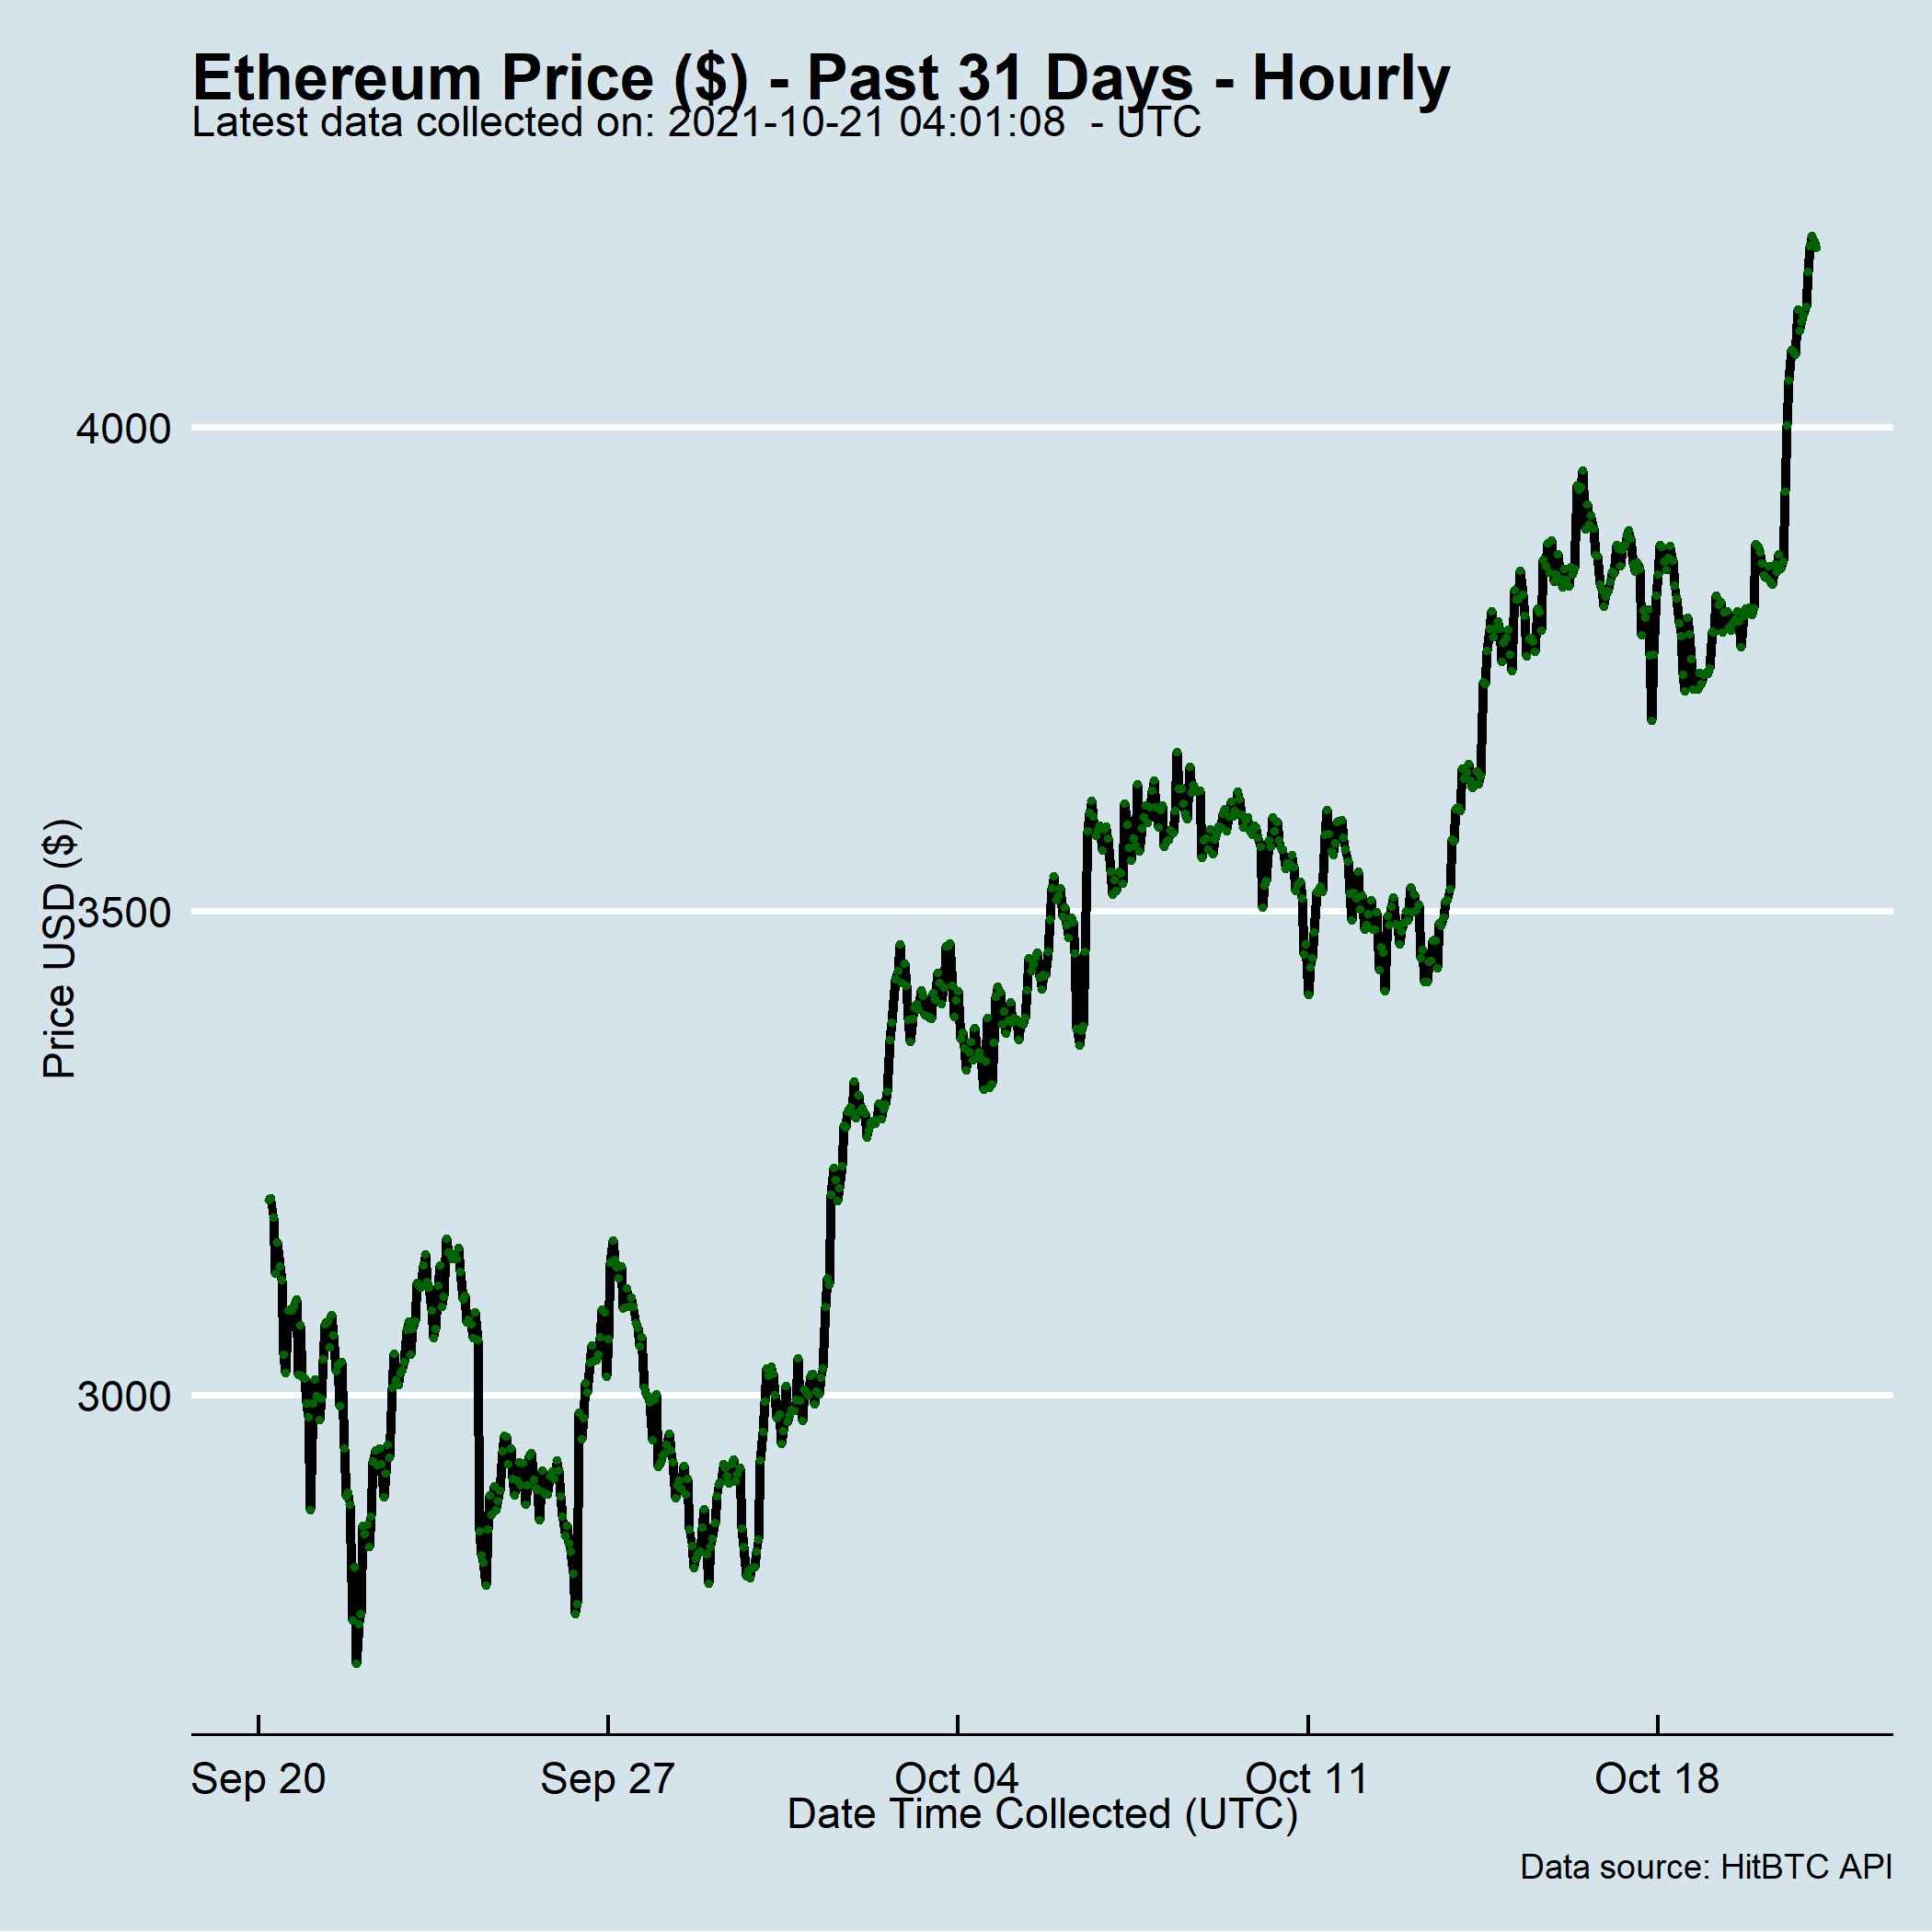 Ethereum Price ($) - Past 31 Days - Hourly
Latest data collected on: 2021-10-21 04:01:08  - UTC
4000
3500
3000
Price USD ($)
Sep 20
Sep 27
Oct 04
Oct 11
Oct 18
Date Time Collected (UTC)
Data source: HitBTC API